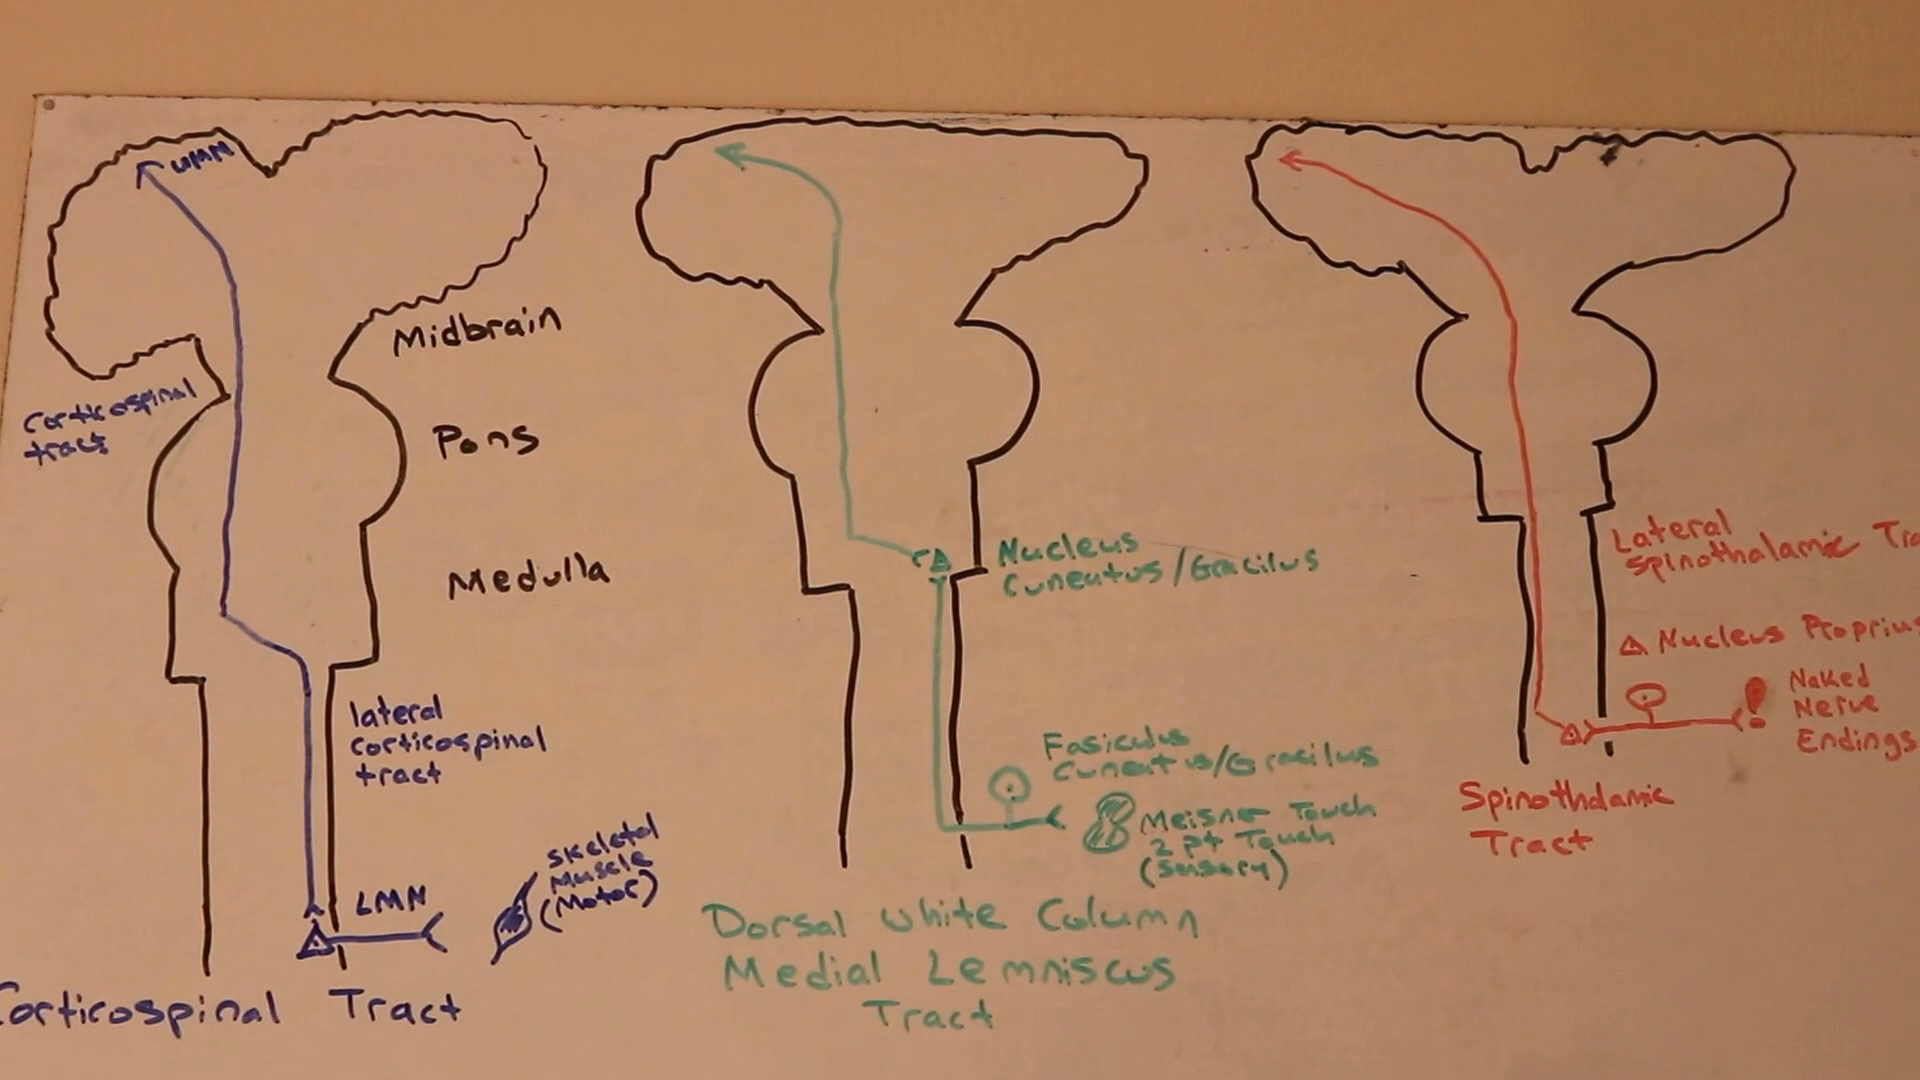 UMN
Midbrain
Corticospinal
tract
Pons
Medulla
lateral
corticospinal
tract
LMN
Skeletal
Muscle
(Motor)
Corticospinal Tract
Nucleus
Cuneatus/Gracilus
Fasiculus
Cuneatus/Gracilus
Meisner Touch
2 pt Touch
(Sensory)
Dorsal White Column
Medial Lemniscus
Tract
Lateral
Spinothalamic
Nucleus Proprius
Naked
Nerve
Endings
Spinothalamic
Tract